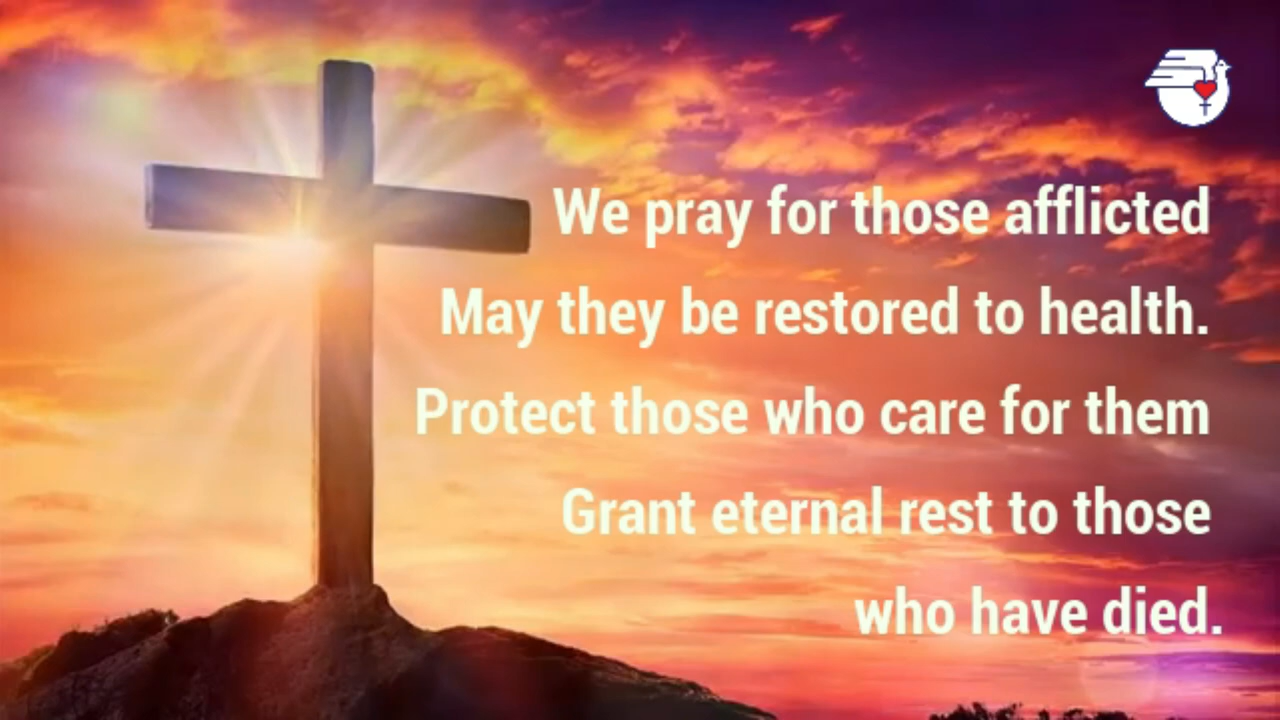 We pray for those afflicted
May they be restored to health.
Protect those who care for them
Grant eternal rest to those
who have died.